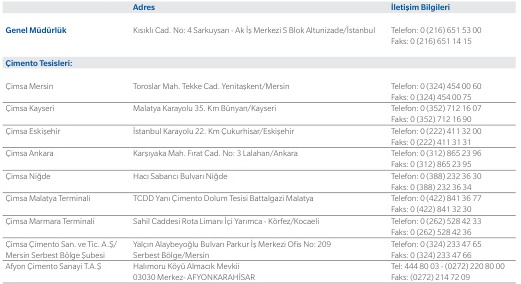 Adres İletişim Bilgileri
Genel Müdürlük Kısıklı Cad. No: 4 Sarkuysan - Ak İş Merkezi S Blok Altunizade/İstanbul Telefon: 0 (216) 651 53 00
Faks: 0 (216) 651 14 15
Çimento Tesisleri:
Çimsa Mersin Toroslar Mah. Tekke Cad. Yenitaşkent/Mersin Telefon: 0 (324) 454 00 60
Faks: 0 (324) 454 00 75
Çimsa Kayseri Malatya Karayolu 35. Km Bünyan/Kayseri Telefon: 0 (352) 712 16 07
Faks: 0 (352) 712 16 90
Çimsa Eskişehir İstanbul Karayolu 22. Km Çukurhisar/Eskişehir Telefon: 0 (222) 411 32 00
Faks: 0 (222) 411 31 31
Çimsa Ankara Karşıyaka Mah. Fırat Cad. No: 3 Lalahan/Ankara Telefon: 0 (312) 865 23 96
Faks: 0 (312) 865 23 95
Çimsa Niğde Hacı Sabancı Bulvarı Niğde Telefon: 0 (388) 232 36 30
Faks: 0 (388) 232 36 34
Çimsa Malatya Terminali TCDD Yanı Çimento Dolum Tesisi Battalgazi Malatya Telefon: 0 (422) 841 36 77
Faks: 0 (422) 841 32 30
Çimsa Marmara Terminali Sahil Caddesi Rota Limanı İçi Yarımca - Körfez/Kocaeli Telefon: 0 (262) 528 42 33
Faks: 0 (262) 528 42 36
Çimsa Çimento San. ve Tic. A.Ş/ Yalçın Alaybeyoğlu Bulvarı Parkur İş Merkezi Ofis No: 209 Telefon: 0 (324) 233 47 65
Mersin Serbest Bölge Şubesi Serbest Bölge/Mersin Faks: 0 (324) 233 47 66
Afyon Çimento Sanayi T.A.Ş Halımoru Köyü Almacık Mevkii Tel: 444 80 03 - (0272) 220 80 00
03030 Merkez- AFYONKARAHİSAR Faks: (0272) 214 72 09